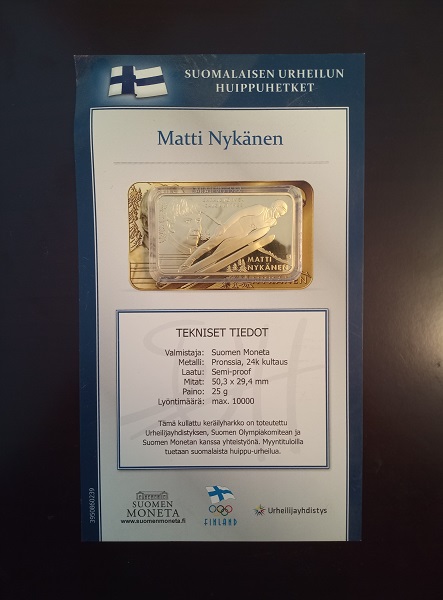 SUOMALAISEN URHEILUN
HUIPPUHETKET
Matti Nykänen
MATTI
NYKÄNEN
TEKNISET TIEDOT
Valmistaja: Suomen Moneta
Metalli: Pronssia, 24k kultaus
Laatu: Semi-proof
Mitat: 50,3 x 29,4 mm
Paino: 25 g
Lyöntimäärä: max. 10000
Tämä kullattu keräilyharkko on toteutettu
Urheilijayhdistyksen, Suomen Olympiakomitean ja
Suomen Monetan kanssa yhteistyönä. Myyntituloilla
tuetaan suomalaista huippu-urheilua.
3950860239
SUOMEN
MONETA
www.suomenmoneta.fi
FINLAND
Urheilijayhdistys